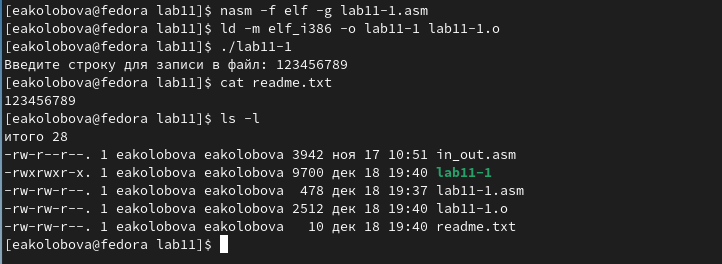 [eakolobova@fedora lab11]$ nasm -f elf -g lab11-1.asm
[eakolobova@fedora lab11]$ ld -m elf_i386 -o lab11-1 lab11-1.o
[eakolobova@fedora lab11]$ ./lab11-1
Введите строку для записи в файл: 123456789
[eakolobova@fedora lab11]$ cat readme.txt
123456789
[eakolobova@fedora lab11]$ ls -l
итого 28
-rw-r--r--. 1 eakolobova eakolobova 3942 ноя 17 10:51 in_out.asm
-rwxrwxr-x. 1 eakolobova eakolobova 9700 дек 18 19:40 lab11-1
-rw-rw-r--. 1 eakolobova eakolobova  478 дек 18 19:37 lab11-1.asm
-rw-rw-r--. 1 eakolobova eakolobova 2512 дек 18 19:40 lab11-1.o
-rw-rw-r--. 1 eakolobova eakolobova   10 дек 18 19:40 readme.txt
[eakolobova@fedora lab11]$